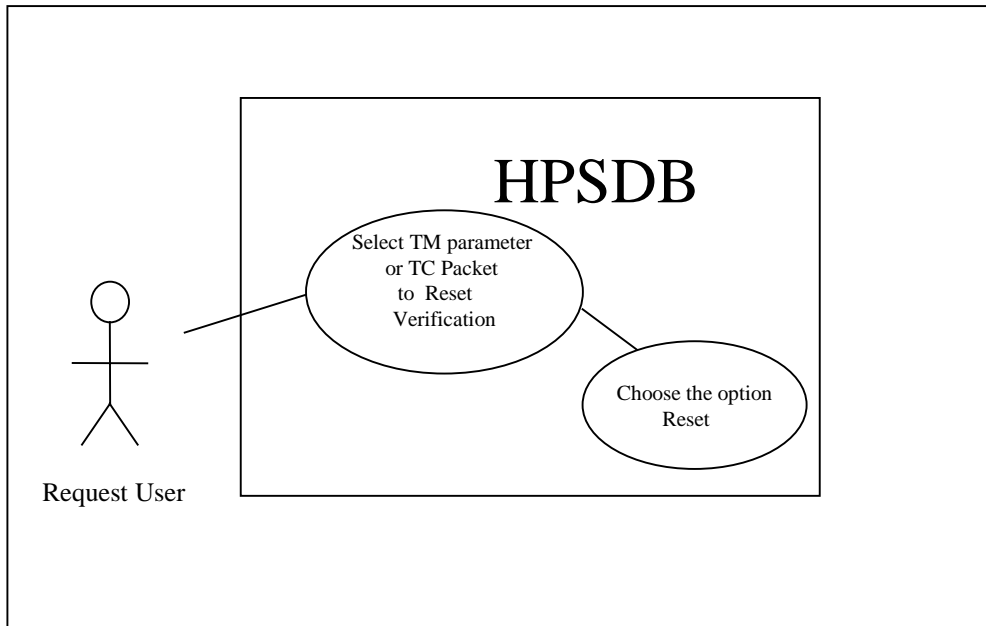 HPSDB
Select TM parameter
or TC Packet
to Reset
Verification
Choose the option
Reset
Request User